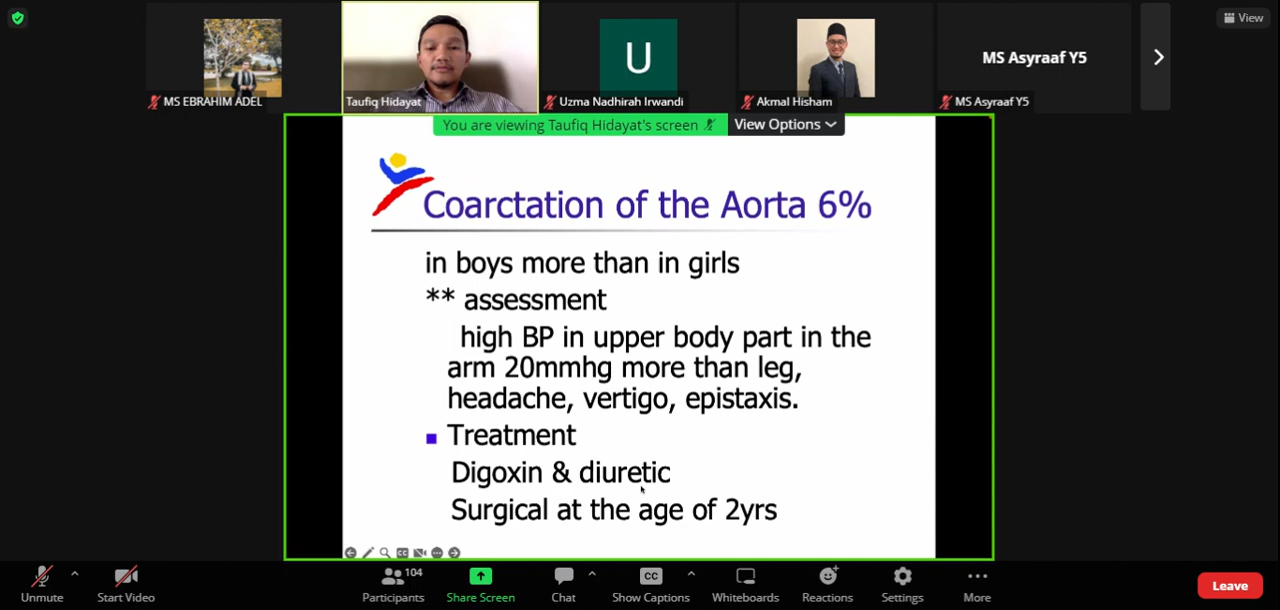 View
MS EBRAHIM ADEL
Taufiq Hidayat
U
Uzma Nadhirah Irwandi
Akmal Hisham
MS Asyraaf Y5
MS Asyraaf Y5
You are viewing Taufiq Hidayat's screen
View Options
Coarctation of the Aorta 6%
in boys more than in girls
** assessment
high BP in upper body part in the
arm 20mmhg more than leg,
headache, vertigo, epistaxis.
Treatment
Digoxin & diuretic
Surgical at the age of 2yrs
CC
Unmute
Start Video
104
Participants
Share Screen
Chat
CC
Show Captions
Whiteboards
Reactions
Settings
More
Leave